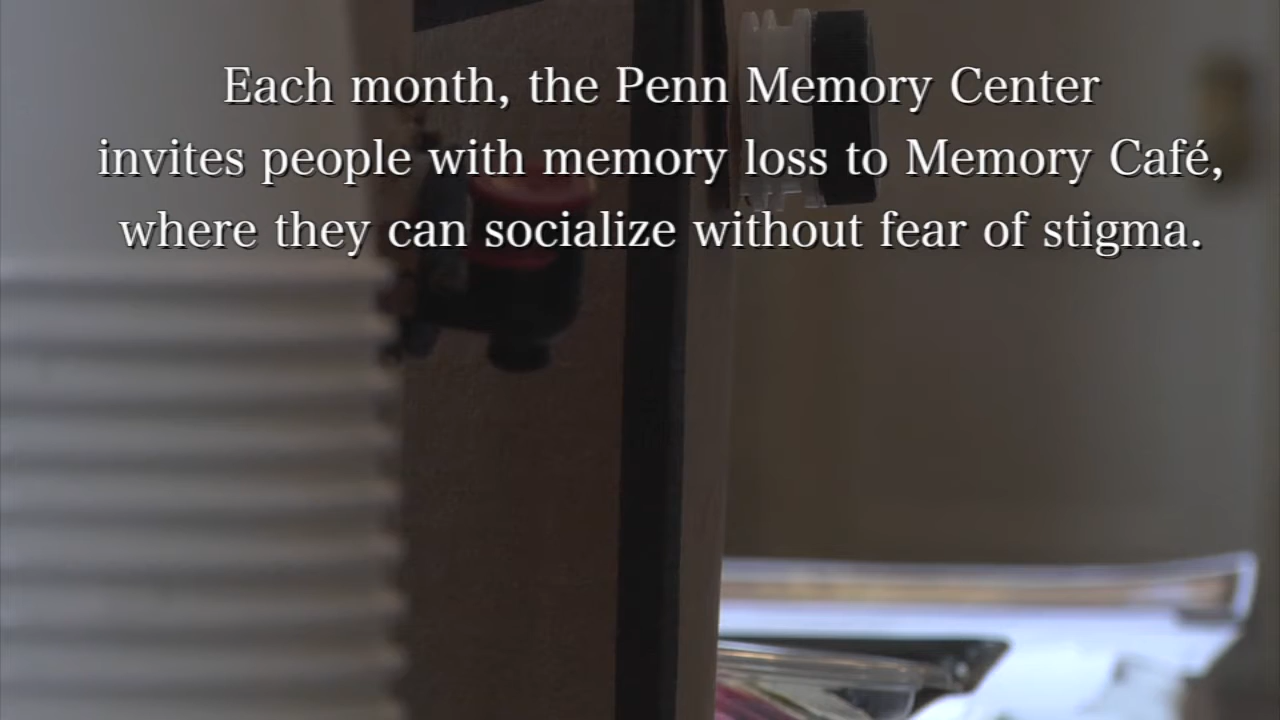 Each month, the Penn Memory Center
invites people with memory loss to Memory Café,
where they can socialize without fear of stigma.